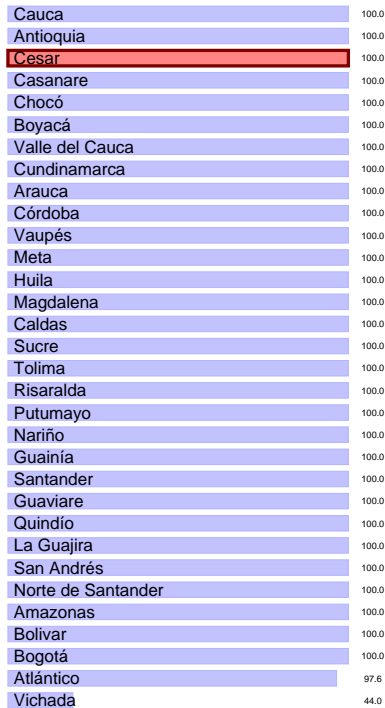 Cauca 100.0
Antioquia 100.0
Cesar 100.0
Casanare 100.0
Chocó 100.0
Boyacá 100.0
Valle del Cauca 100.0
Cundinamarca 100.0
Arauca 100.0
Córdoba 100.0
Vaupés 100.0
Meta 100.0
Huila 100.0
Magdalena 100.0
Caldas 100.0
Sucre 100.0
Tolima 100.0
Risaralda 100.0
Putumayo 100.0
Nariño 100.0
Guainía 100.0
Santander 100.0
Guaviare 100.0
Quindío 100.0
La Guajira 100.0
San Andrés 100.0
Norte de Santander 100.0
Amazonas 100.0
Bolivar 100.0
Bogotá 100.0
Atlántico 97.6
Vichada 44.0